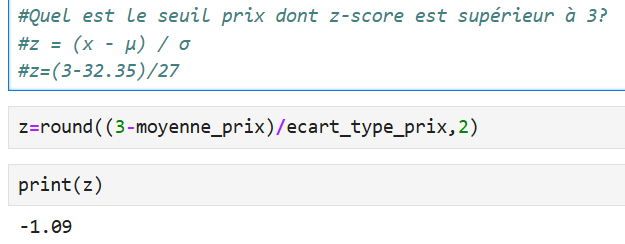 #Quel est le seuil prix dont z-score est supérieur à 3?
#z = (x - μ) / σ
#z=(3-32.35)/27
z=round((3-moyenne_prix)/ecart_type_prix,2)
print(z)
-1.09